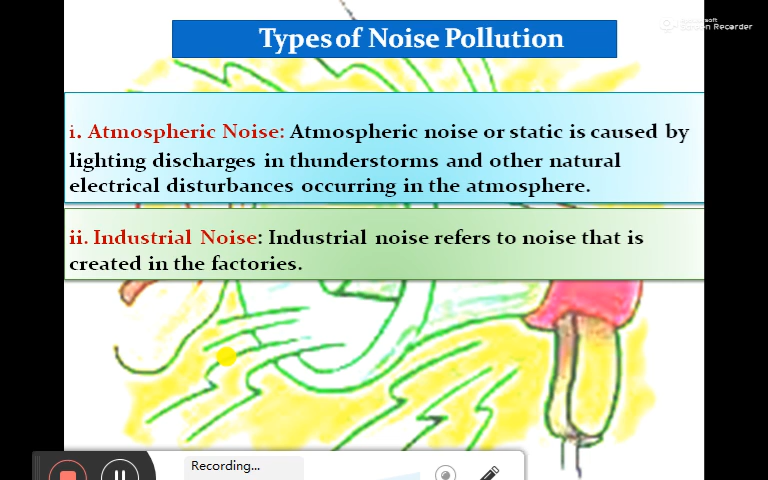 Types of Noise Pollution
Screen Recorder
i. Atmospheric Noise: Atmospheric noise or static is caused by
lighting discharges in thunderstorms and other natural
electrical disturbances occurring in the atmosphere.
ii. Industrial Noise: Industrial noise refers to noise that is
created in the factories.
Recording...